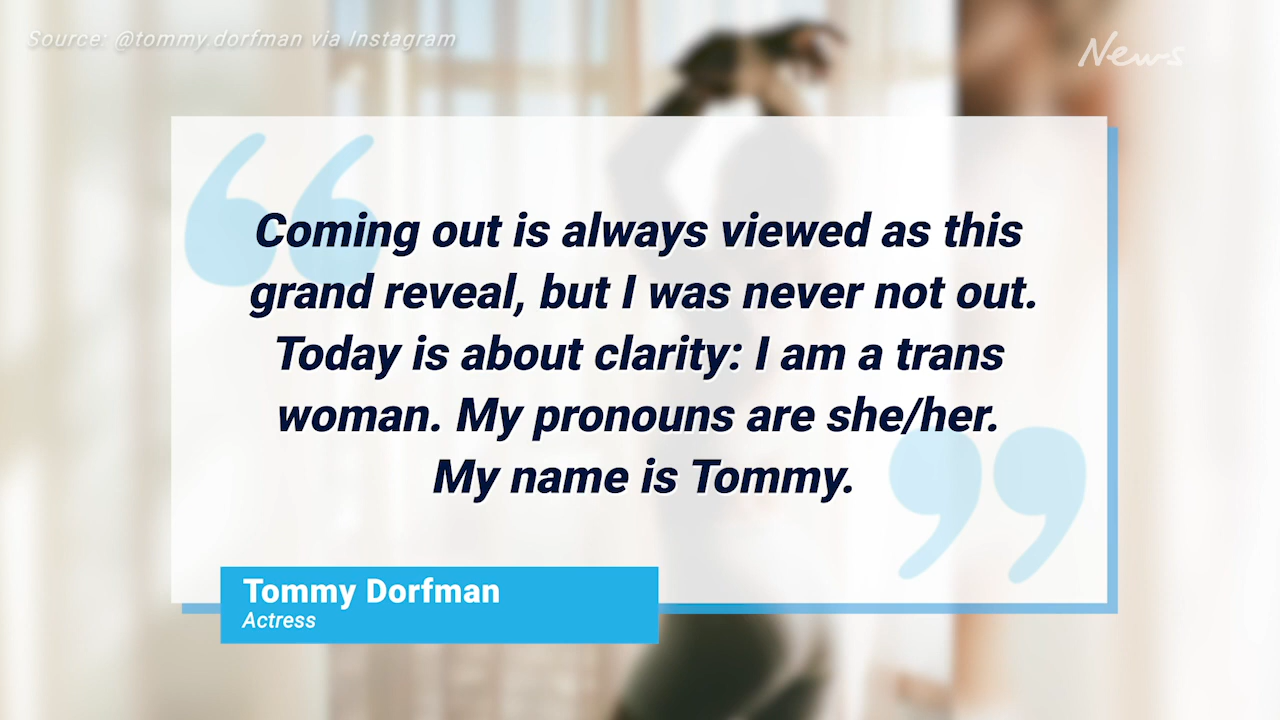 Source: @tommy.dorfman via Instagram
News
Coming out is always viewed as this
grand reveal, but I was never not out.
Today is about clarity: I am a trans
woman. My pronouns are she/her.
My name is Tommy.
Tommy Dorfman
Actress